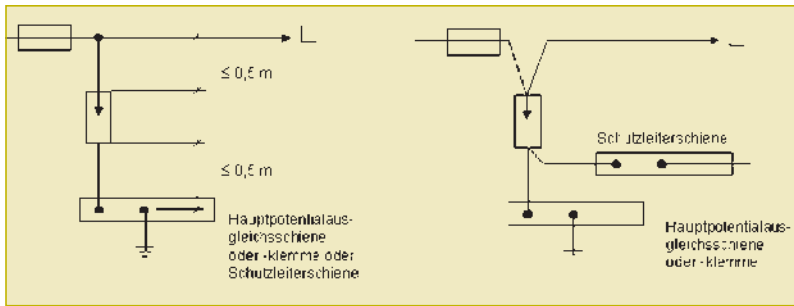 L
≤ 0,5 m
≤ 0,5 m
Hauptpotentialaus-
gleichsschiene
oder -klemme oder
Schutzleiterschiene
L
Schutzleiterschiene
Hauptpotentialaus-
gleichsschiene
oder -klemme